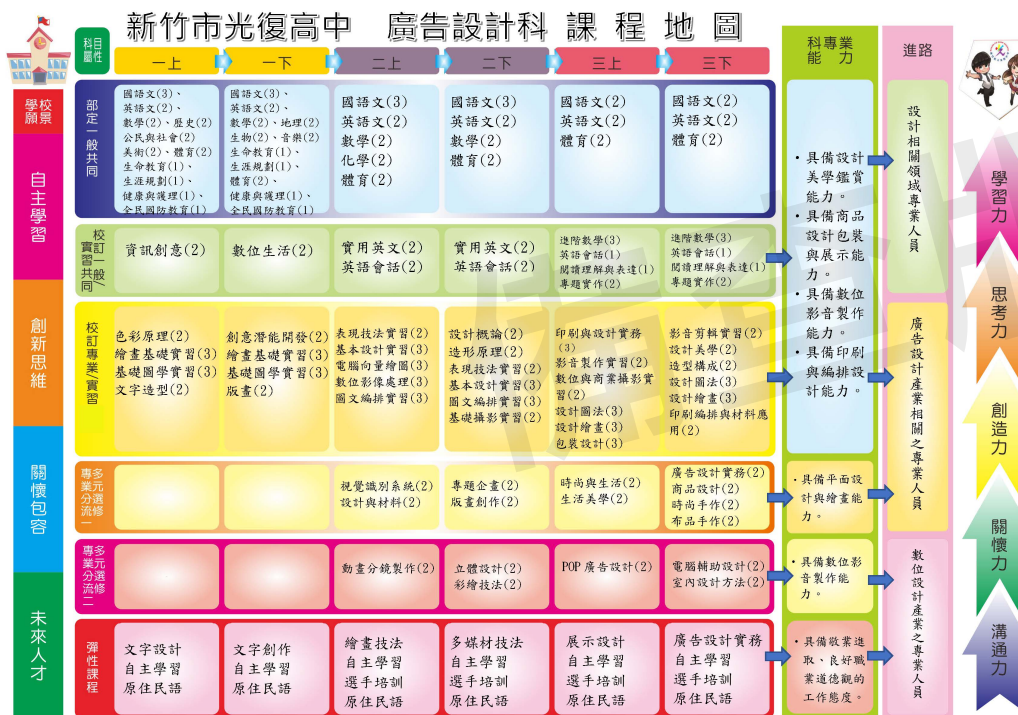 新竹市光復高中 廣告設計科 課程地圖
科目
屬性
一上
一下
二上
二下
三上
三下
科專業
能力
進路
學校
願景
自主學習
創新思維
關懷包容
未來人才
部定一般共同
國語文(3)、
英語文(2)、
數學(2)、歷史(2)
公民與社會(2)
美術(2)、體育(2)
生命教育(1)、
生涯規劃(1)、
健康與護理(1)、
全民國防教育(1)
國語文(3)、
英語文(2)、
數學(2)、地理(2)
生物(2)、音樂(2)
生命教育(1)、
生涯規劃(1)、
體育(2)、
健康與護理(1)、
全民國防教育(1)
國語文(3)
英語文(2)
數學(2)
化學(2)
體育(2)
國語文(3)
英語文(2)
數學(2)
體育(2)
國語文(2)
英語文(2)
體育(2)
國語文(2)
英語文(2)
體育(2)
校訂一般/
實習共同
資訊創意(2)
數位生活(2)
實用英文(2)
英語會話(2)
實用英文(2)
英語會話(2)
進階數學(3)
英語會話(1)
閱讀理解與表達(1)
專題實作(2)
進階數學(3)
英語會話(1)
閱讀理解與表達(1)
專題實作(2)
校訂專業/實習
色彩原理(2)
繪畫基礎實習(3)
基礎圖學實習(3)
文字造型(2)
創意潛能開發(2)
繪畫基礎實習(3)
基礎圖學實習(3)
版畫(2)
表現技法實習(2)
基本設計實習(3)
電腦向量繪圖(3)
數位影像處理(3)
圖文編排實習(3)
設計概論(2)
造形原理(2)
表現技法實習(2)
基本設計實習(3)
圖文編排實習(3)
基礎攝影實習(2)
印刷與設計實務
(3)
影音製作實習(2)
數位與商業攝影實
習(2)
設計圖法(3)
設計繪畫(3)
包裝設計(3)
影音剪輯實習(2)
設計美學(2)
造型構成(2)
設計圖法(3)
設計繪畫(3)
印刷編排與材料應
用(2)
多元選修
專業分流一
視覺識別系統(2)
設計與材料(2)
專題企畫(2)
版畫創作(2)
時尚與生活(2)
生活美學(2)
廣告設計實務(2)
商品設計(2)
時尚手作(2)
布品手作(2)
多元選修
專業分流二
動畫分鏡製作(2)
立體設計(2)
彩繪技法(2)
POP廣告設計(2)
電腦輔助設計(2)
室內設計方法(2)
彈性課程
文字設計
自主學習
原住民語
文字創作
自主學習
原住民語
繪畫技法
自主學習
選手培訓
原住民語
多媒材技法
自主學習
選手培訓
原住民語
展示設計
自主學習
選手培訓
原住民語
廣告設計實務
自主學習
選手培訓
原住民語
•具備設計
美學鑑賞
能力。
•具備商品
設計包裝
與展示能
力。
•具備數位
影音製作
能力。
•具備印刷
與編排設
計能力。
•具備平面設
計與繪畫能
力。
•具備數位影
音製作能
力。
•具備敬業進
取、良好職
業道德觀的
工作態度。
設計相關領域專業人員
廣告設計產業相關之專業人員
數位設計產業之專業人員
學習力
思考力
創造力
關懷力
溝通力